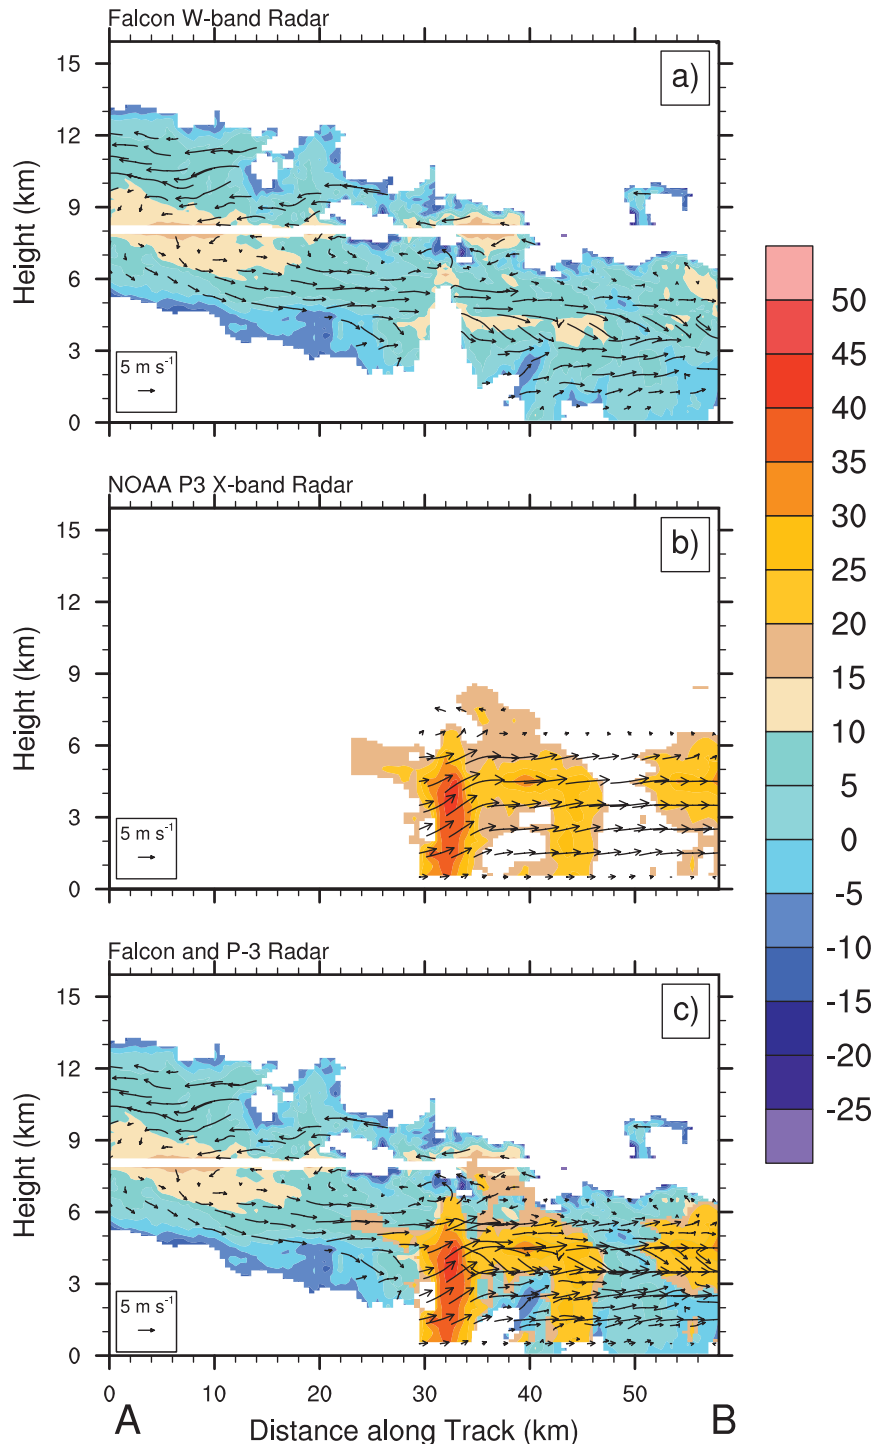 Falcon W-band Radar
a)
15
12
9
6
3
0
Height (km)
5 m s⁻¹
NOAA P3 X-band Radar
b)
15
12
9
6
3
0
Height (km)
5 m s⁻¹
Falcon and P-3 Radar
c)
15
12
9
6
3
0
Height (km)
5 m s⁻¹
0 10 20 30 40 50
A Distance along Track (km) B
50
45
40
35
30
25
20
15
10
5
0
-5
-10
-15
-20
-25